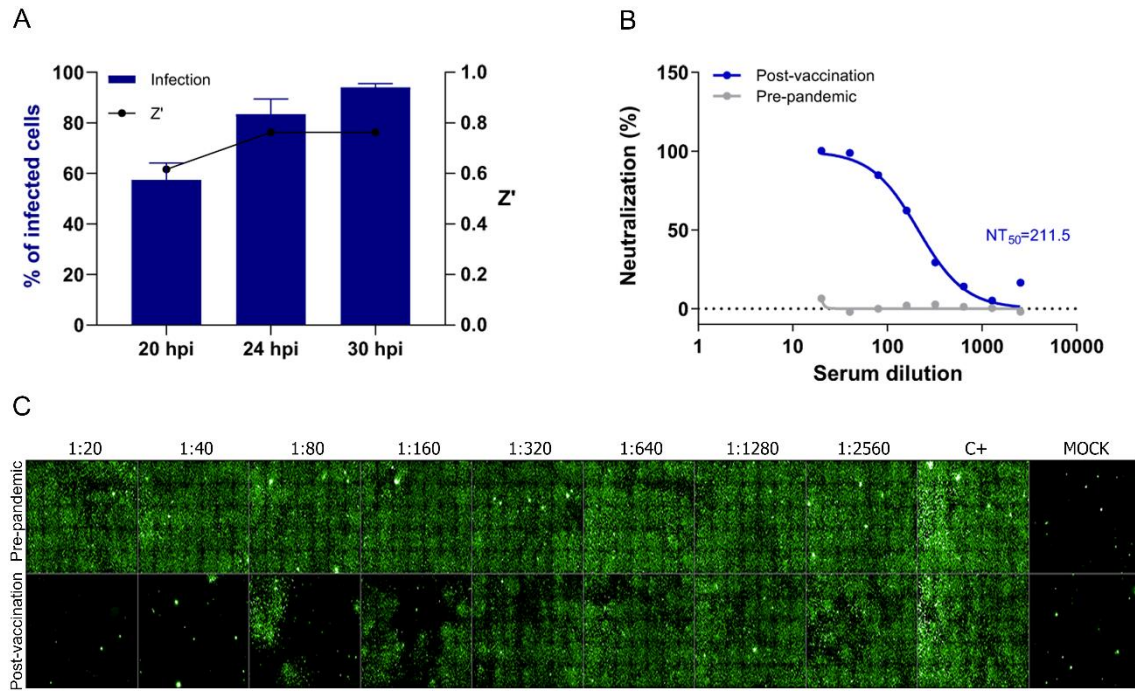 A
B
Infection
Z'
% of infected cells
100
80
60
40
20
0
1.0
0.8
0.6
0.4
0.2
0.0
Z'
20 hpi 24 hpi 30 hpi
Post-vaccination
Pre-pandemic
Neutralization (%)
150
100
50
0
NT50=211.5
1 10 100 1000 10000
Serum dilution
C
1:20 1:40 1:80 1:160 1:320 1:640 1:1280 1:2560 C+ MOCK
Pre-pandemic
Post-vaccination